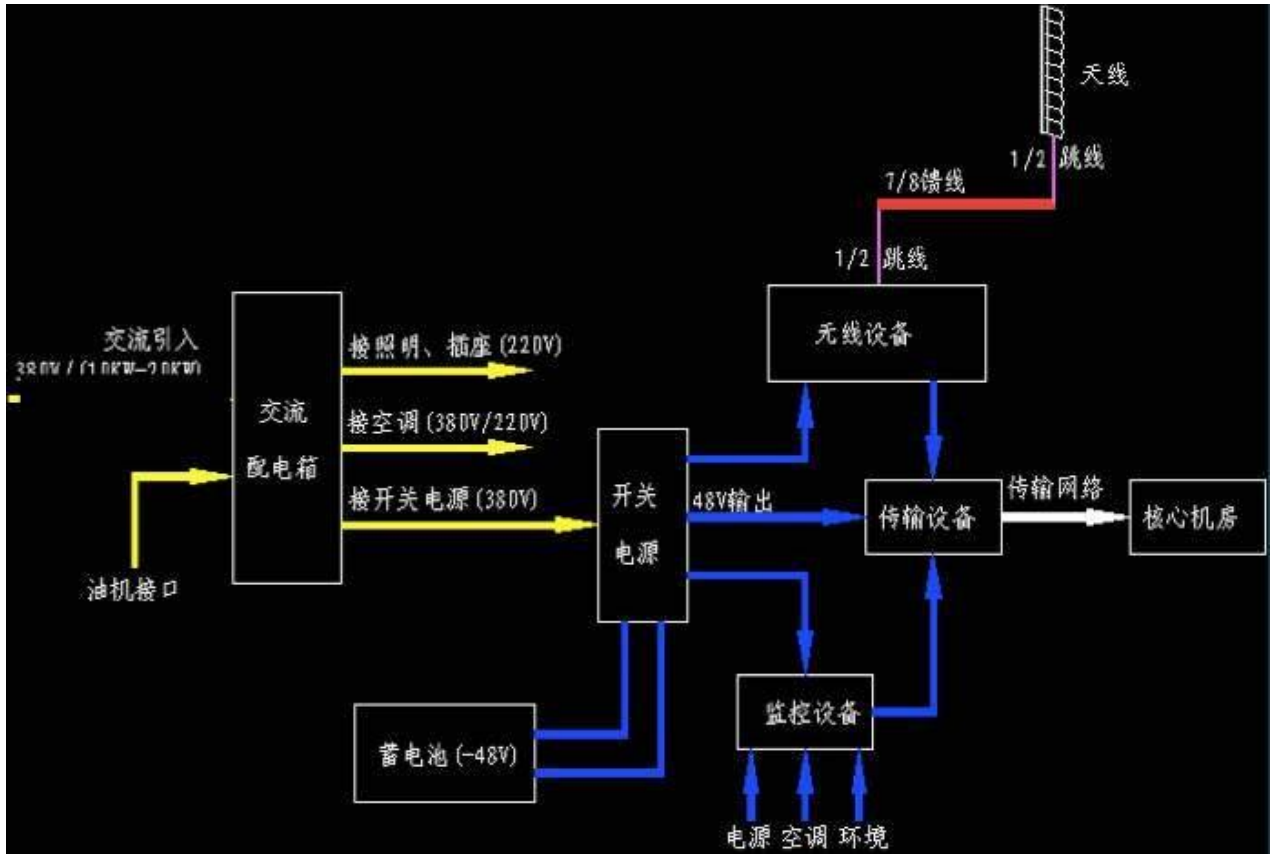 天线
1/2 跳线
7/8馈线
1/2 跳线
无线设备
交流引入
380V/(10KW-20KW)
接照明、插座(220V)
交流
配电箱
接空调(380V/220V)
接开关电源(380V)
开关
电源
48V输出
传输设备
传输网络
核心机房
油机接口
监控设备
蓄电池(-48V)
电源 空调 环境